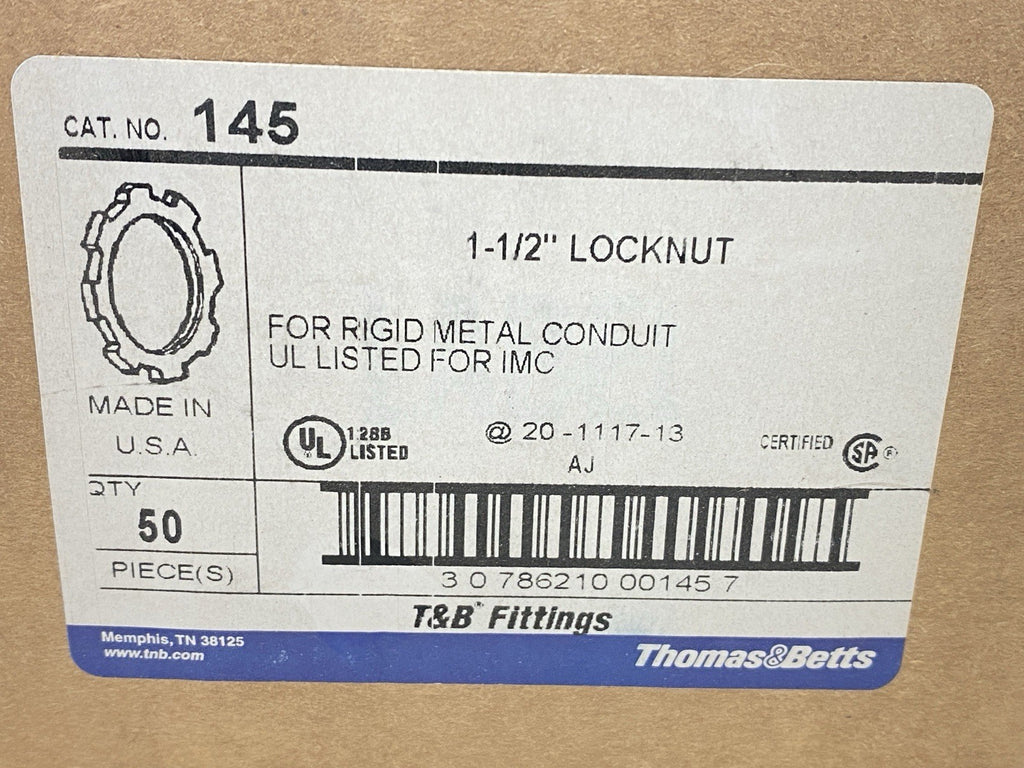 CAT. NO. 145
1-1/2" LOCKNUT
FOR RIGID METAL CONDUIT
UL LISTED FOR IMC
MADE IN
U.S.A.
UL 128B
LISTED
@ 20-1117-13
AJ
CERTIFIED SA ®
QTY
50
PIECE(S)
3 0 786210 00145 7
T&B® Fittings
Memphis, TN 38125
www.tnb.com
Thomas&Betts